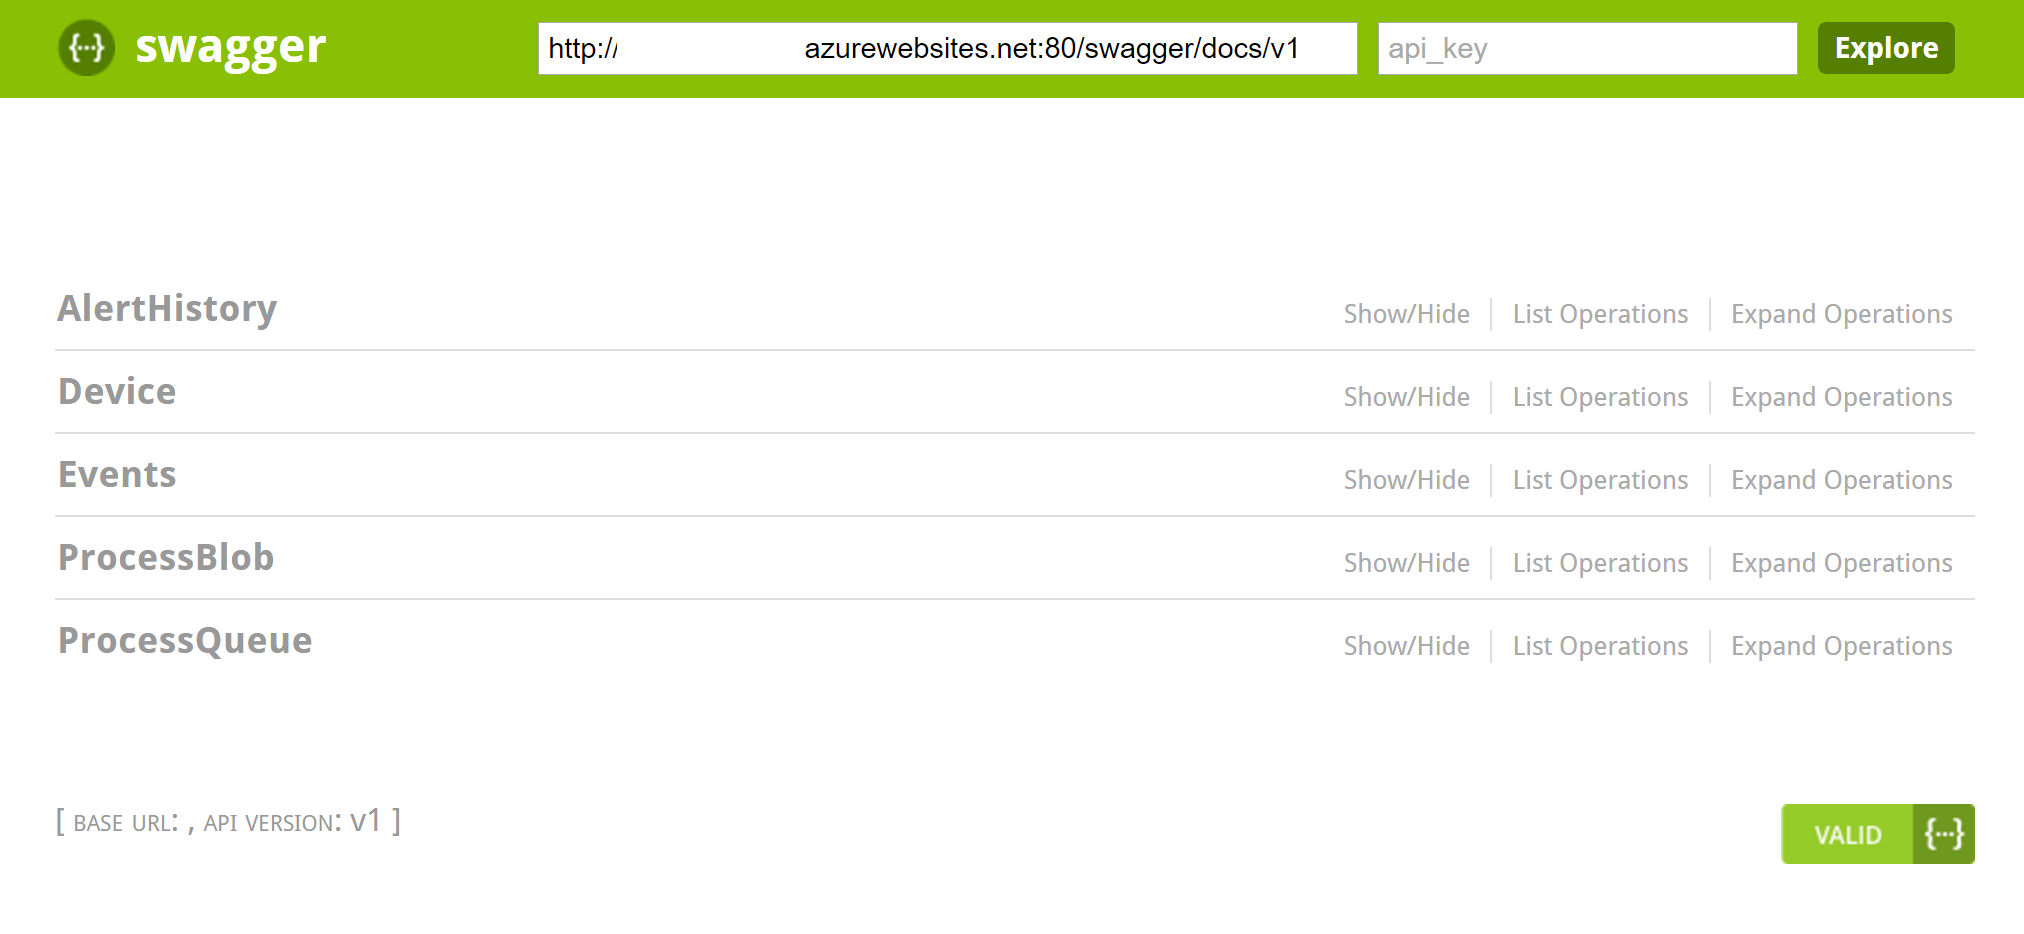 {···} swagger http:// azurewebsites.net:80/swagger/docs/v1 api_key Explore
AlertHistory Show/Hide List Operations Expand Operations
Device Show/Hide List Operations Expand Operations
Events Show/Hide List Operations Expand Operations
ProcessBlob Show/Hide List Operations Expand Operations
ProcessQueue Show/Hide List Operations Expand Operations
[ BASE URL: , API VERSION: v1 ] VALID {···}